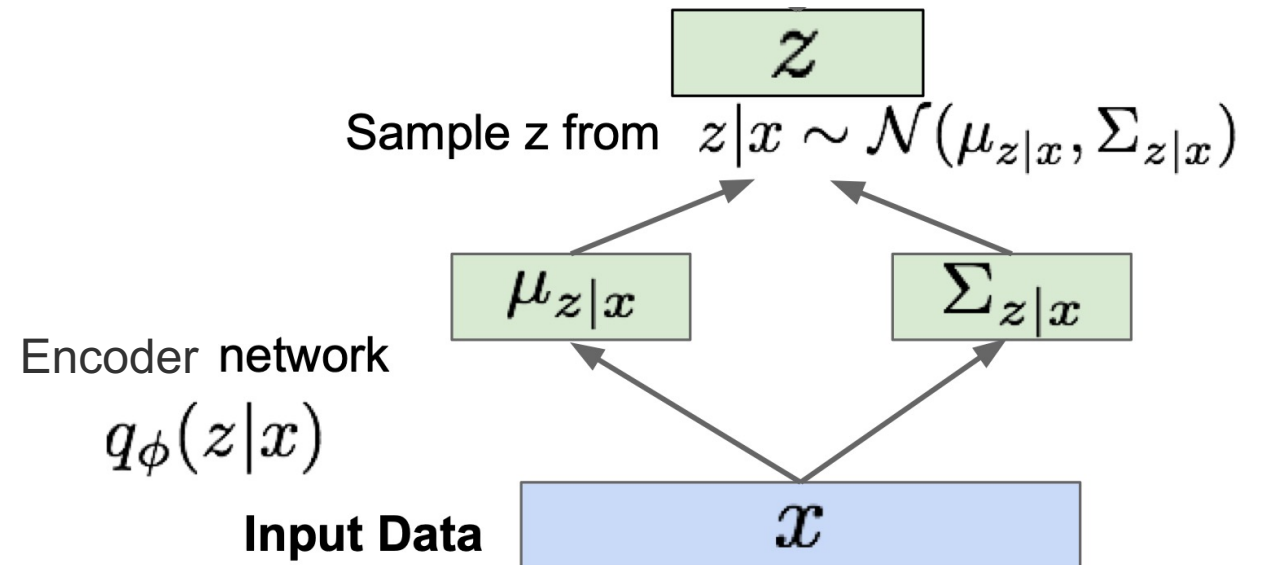 z
Sample z from z|x ∼ 𝒩(μ_{z|x}, Σ_{z|x})
μ_{z|x} Σ_{z|x}
Encoder network
q_ϕ(z|x)
Input Data x